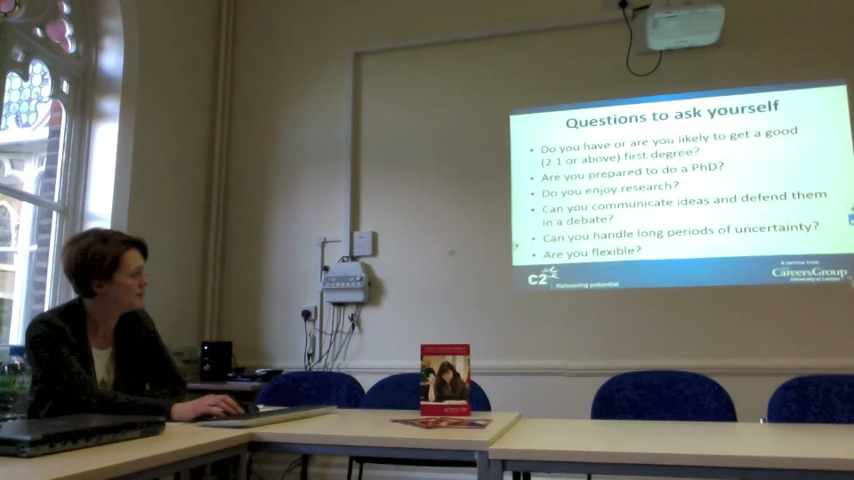 Questions to ask yourself
• Do you have or are you likely to get a good
(2.1 or above) first degree?
• Are you prepared to do a PhD?
• Do you enjoy research?
• Can you communicate ideas and defend them
in a debate?
• Can you handle long periods of uncertainty?
• Are you flexible?
C2
Releasing potential
A service from
CareersGroup
University of London